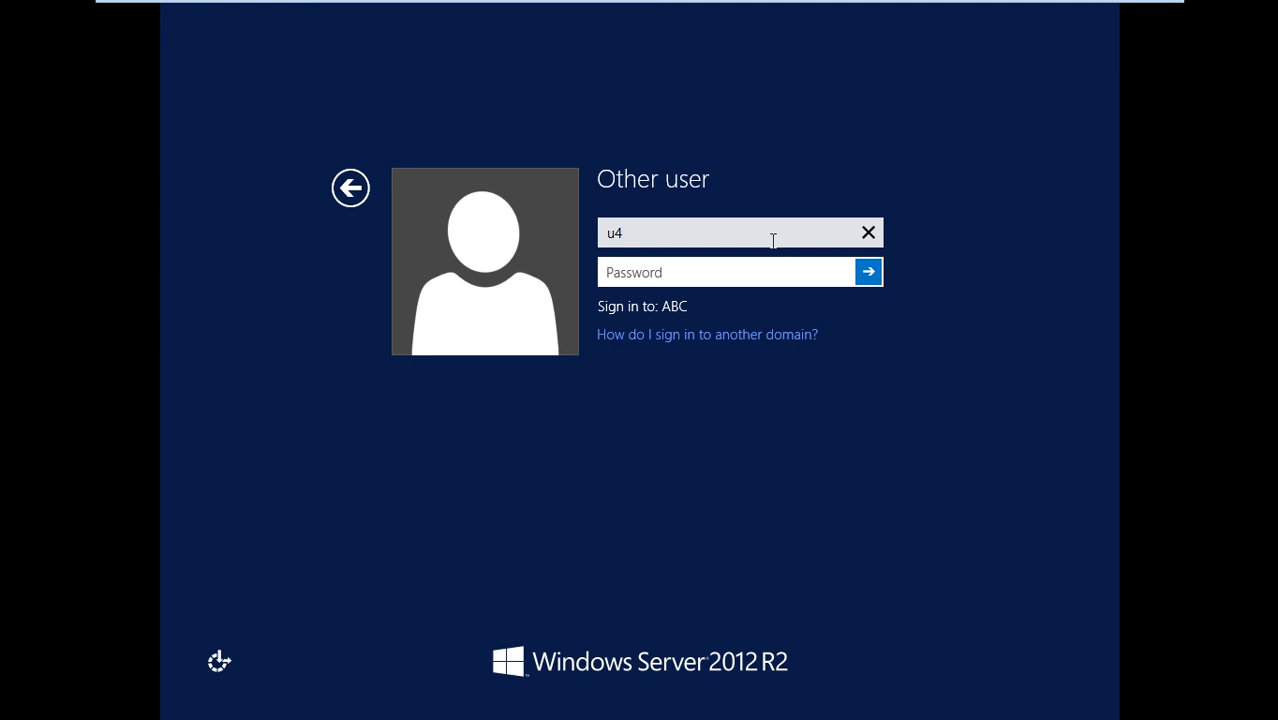 Other user
u4
Password
Sign in to: ABC
How do I sign in to another domain?
Windows Server 2012 R2